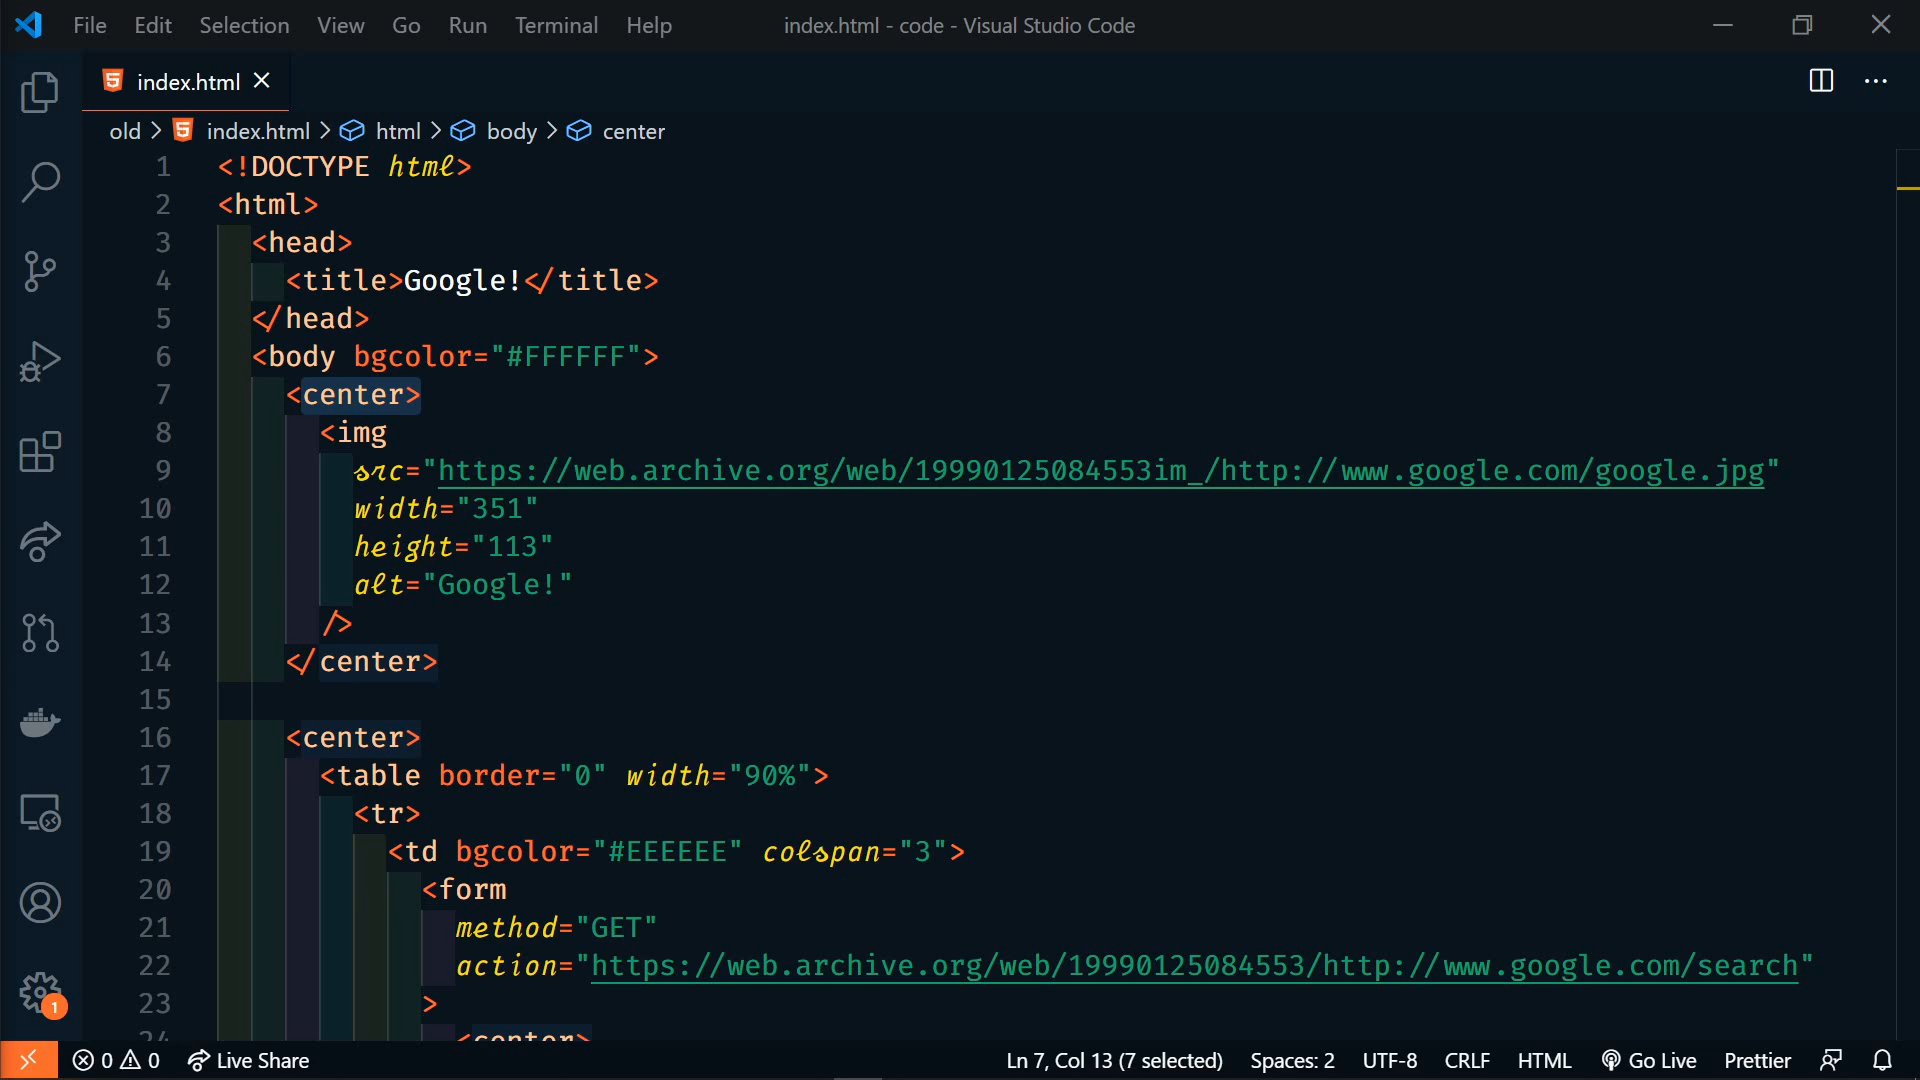 File Edit Selection View Go Run Terminal Help index.html - code - Visual Studio Code
index.html
old > index.html > html > body > center
1 <!DOCTYPE html>
2 <html>
3 <head>
4 <title>Google!</title>
5 </head>
6 <body bgcolor="#FFFFFF">
7 <center>
8 <img
9 src="https://web.archive.org/web/19990125084553im_/http://www.google.com/google.jpg"
10 width="351"
11 height="113"
12 alt="Google!"
13 />
14 </center>
15
16 <center>
17 <table border="0" width="90%">
18 <tr>
19 <td bgcolor="#EEEEEE" colspan="3">
20 <form
21 method="GET"
22 action="https://web.archive.org/web/19990125084553/http://www.google.com/search"
23 >
24 <center>
1
0 0 Live Share Ln 7, Col 13 (7 selected) Spaces: 2 UTF-8 CRLF HTML Go Live Prettier